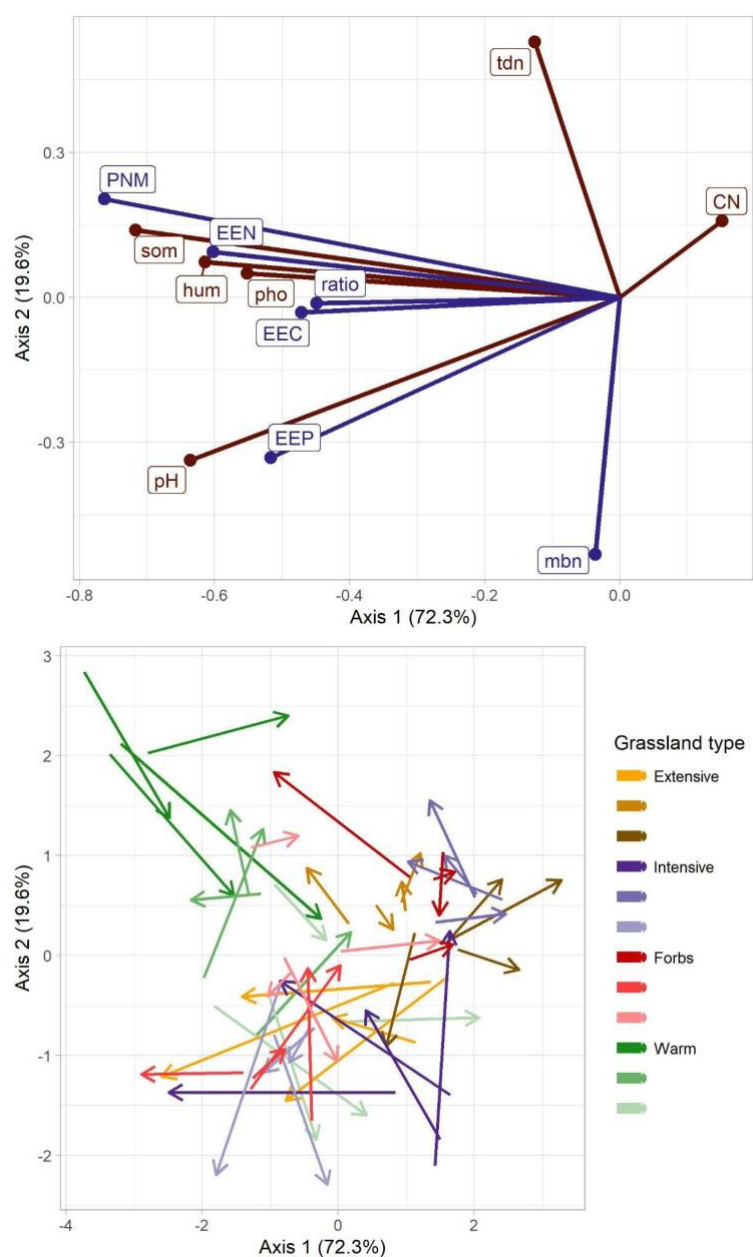 tdn
0.3
CN
PNM
EEN
som
hum
pho
ratio
0.0
EEC
Axis 2 (19.6%)
-0.3
EEP
pH
mbn
-0.8 -0.6 -0.4 -0.2 0.0
Axis 1 (72.3%)
3
2
1
0
-1
-2
Axis 2 (19.6%)
-4 -2 0 2
Axis 1 (72.3%)
Grassland type
Extensive
Intensive
Forbs
Warm